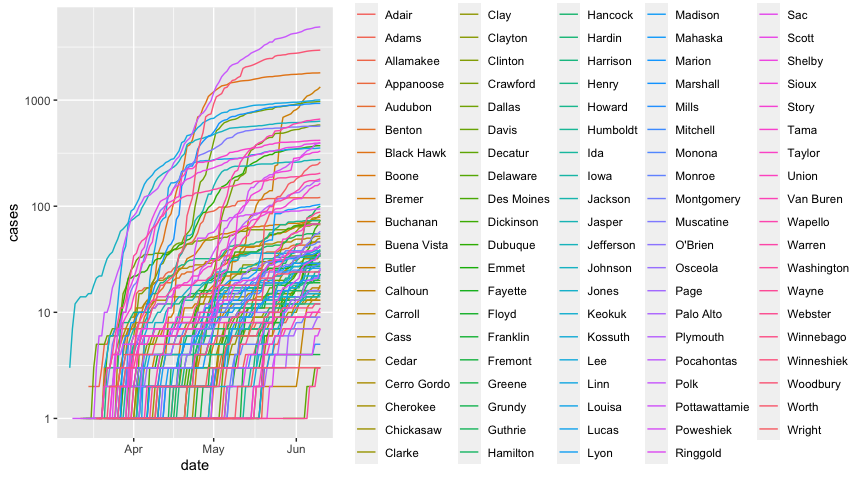 cases
1000
100
10
1
Apr
May
Jun
date
Adair
Adams
Allamakee
Appanoose
Audubon
Benton
Black Hawk
Boone
Bremer
Buchanan
Buena Vista
Butler
Calhoun
Carroll
Cass
Cedar
Cerro Gordo
Cherokee
Chickasaw
Clarke
Clay
Clayton
Clinton
Crawford
Dallas
Davis
Decatur
Delaware
Des Moines
Dickinson
Dubuque
Emmet
Fayette
Floyd
Franklin
Fremont
Greene
Grundy
Guthrie
Hamilton
Hancock
Hardin
Harrison
Henry
Howard
Humboldt
Ida
Iowa
Jackson
Jasper
Jefferson
Johnson
Jones
Keokuk
Kossuth
Lee
Linn
Louisa
Lucas
Lyon
Madison
Mahaska
Marion
Marshall
Mills
Mitchell
Monona
Monroe
Montgomery
Muscatine
O'Brien
Osceola
Page
Palo Alto
Plymouth
Pocahontas
Polk
Pottawattamie
Poweshiek
Ringgold
Sac
Scott
Shelby
Sioux
Story
Tama
Taylor
Union
Van Buren
Wapello
Warren
Washington
Wayne
Webster
Winnebago
Winneshiek
Woodbury
Worth
Wright